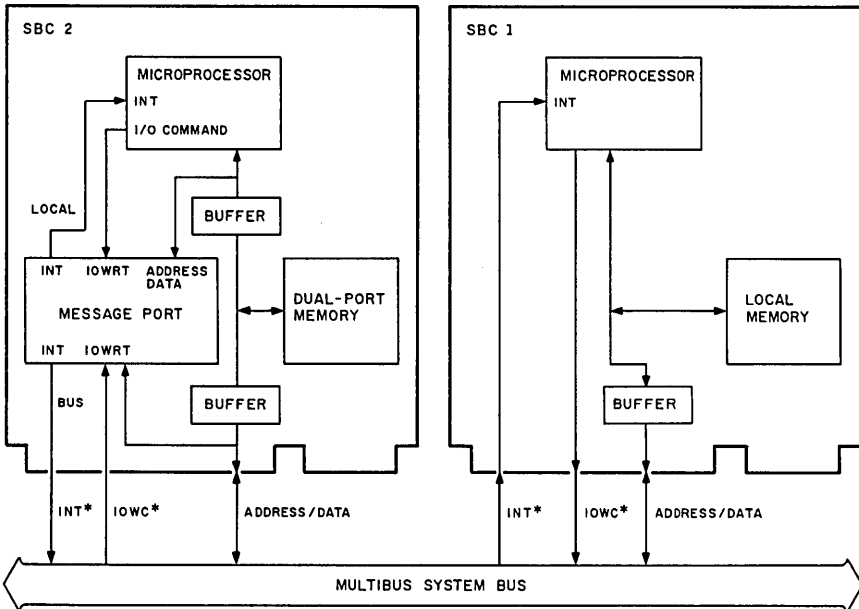 SBC 2
MICROPROCESSOR
INT
I/O COMMAND
BUFFER
LOCAL
INT IOWRT ADDRESS
DATA
MESSAGE PORT
INT IOWRT
DUAL-PORT
MEMORY
BUFFER
BUS
INT* IOWC* ADDRESS/DATA
SBC 1
MICROPROCESSOR
INT
LOCAL
MEMORY
BUFFER
INT* IOWC* ADDRESS/DATA
MULTIBUS SYSTEM BUS